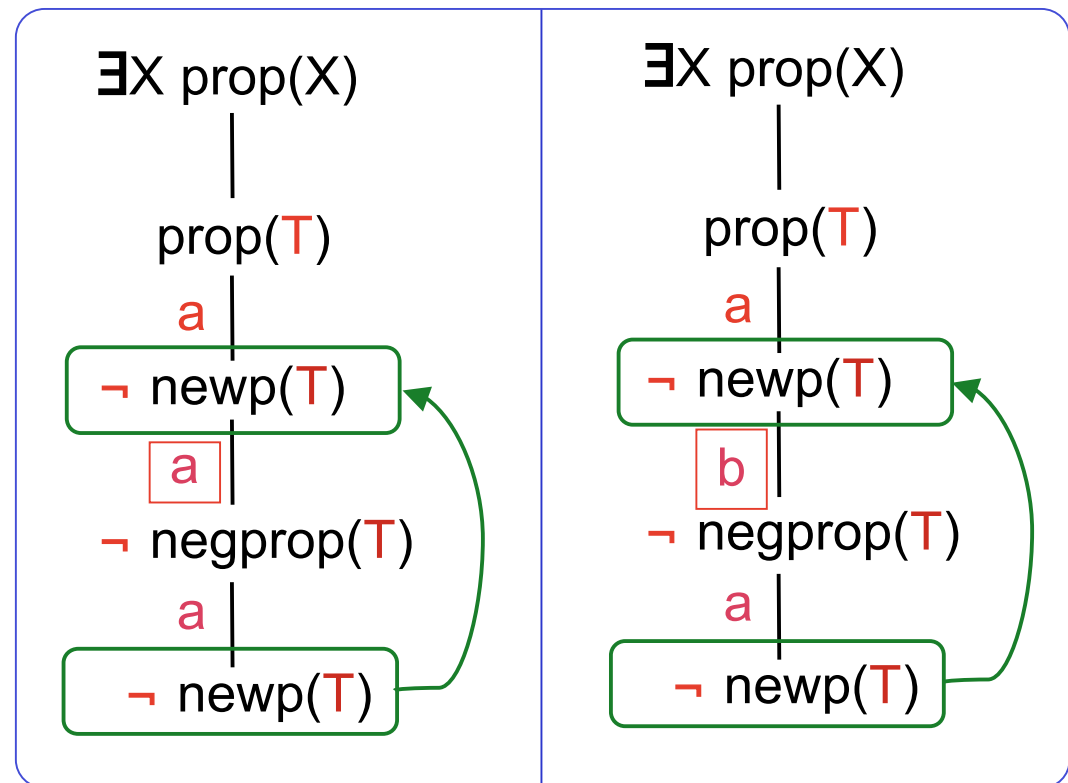 ∃X prop(X)
prop(T)
a
¬ newp(T)
a
¬ negprop(T)
a
¬ newp(T)
∃X prop(X)
prop(T)
a
¬ newp(T)
b
¬ negprop(T)
a
¬ newp(T)